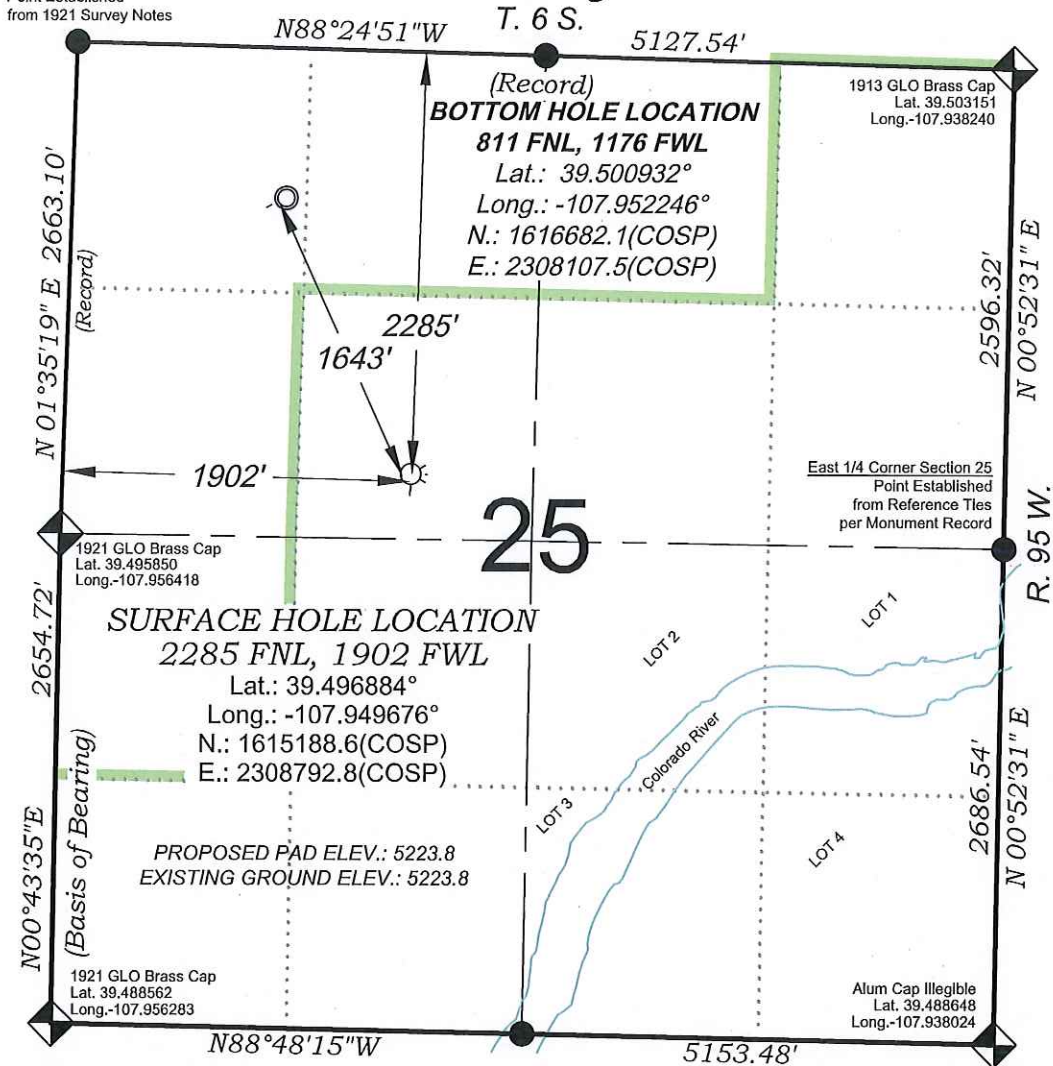 from 1921 Survey Notes
T. 6 S.
N88°24'51"W
5127.54'
(Record)
BOTTOM HOLE LOCATION
811 FNL, 1176 FWL
Lat.: 39.500932°
Long.: -107.952246°
N.: 1616682.1(COSP)
E.: 2308107.5(COSP)
1913 GLO Brass Cap
Lat. 39.503151
Long.-107.938240
N 01°35'19" E 2663.10'
(Record)
2596.32'
N 00°52'31" E
2285'
1643'
1902'
East 1/4 Corner Section 25
Point Established
from Reference Ties
per Monument Record
R. 95 W.
25
1921 GLO Brass Cap
Lat. 39.495850
Long.-107.956418
SURFACE HOLE LOCATION
2285 FNL, 1902 FWL
Lat.: 39.496884°
Long.: -107.949676°
N.: 1615188.6(COSP)
E.: 2308792.8(COSP)
LOT 1
LOT 2
Colorado River
LOT 3
LOT 4
2654.72'
N00°43'35"E
(Basis of Bearing)
2686.54'
N 00°52'31" E
PROPOSED PAD ELEV.: 5223.8
EXISTING GROUND ELEV.: 5223.8
1921 GLO Brass Cap
Lat. 39.488562
Long.-107.956283
Alum Cap Illegible
Lat. 39.488648
Long.-107.938024
N88°48'15"W
5153.48'